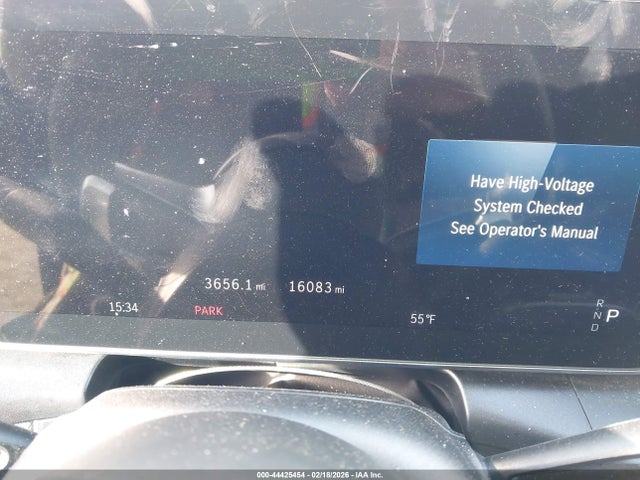 Have High-Voltage
System Checked
See Operator's Manual
3656.1 mi 16083 mi
15:34 PARK 55°F
R
N P
D
000-44425454 - 02/18/2026 - IAA Inc.